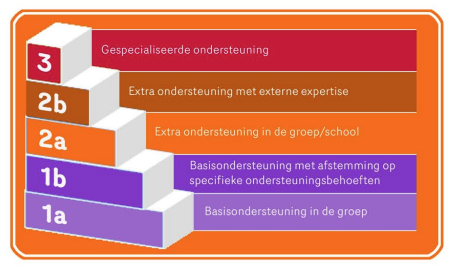 3 Gespecialiseerde ondersteuning
2b Extra ondersteuning met externe expertise
2a Extra ondersteuning in de groep/school
1b Basisondersteuning met afstemming op
specifieke ondersteuningsbehoeften
1a Basisondersteuning in de groep